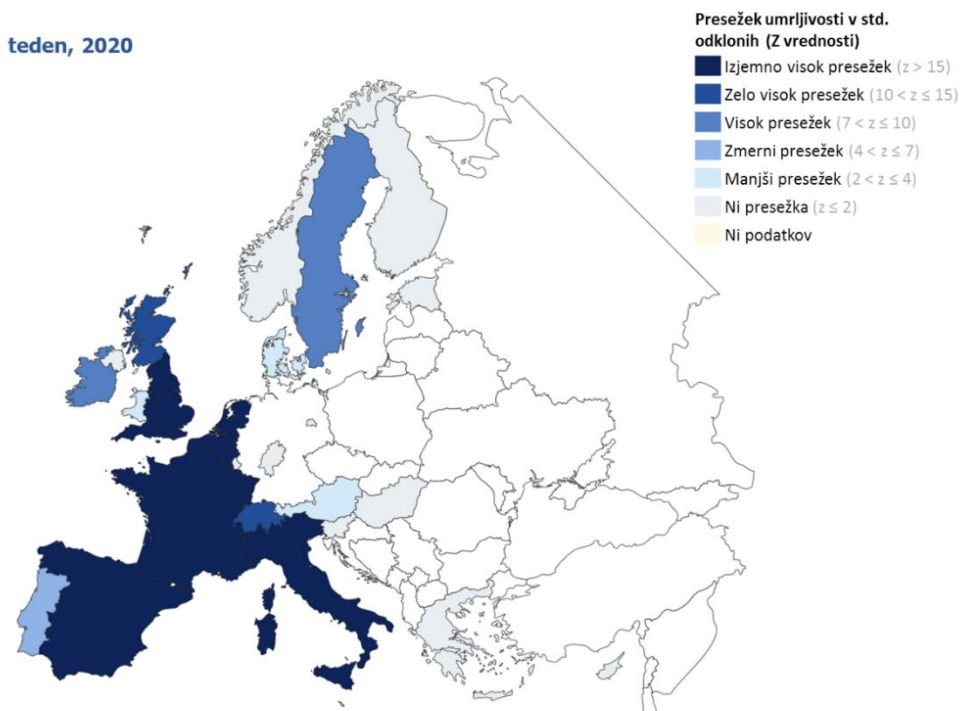 teden, 2020
Presežek umrljivosti v std.
odklonih (Z vrednosti)
Izjemno visok presežek (z > 15)
Zelo visok presežek (10 < z ≤ 15)
Visok presežek (7 < z ≤ 10)
Zmerni presežek (4 < z ≤ 7)
Manjši presežek (2 < z ≤ 4)
Ni presežka (z ≤ 2)
Ni podatkov